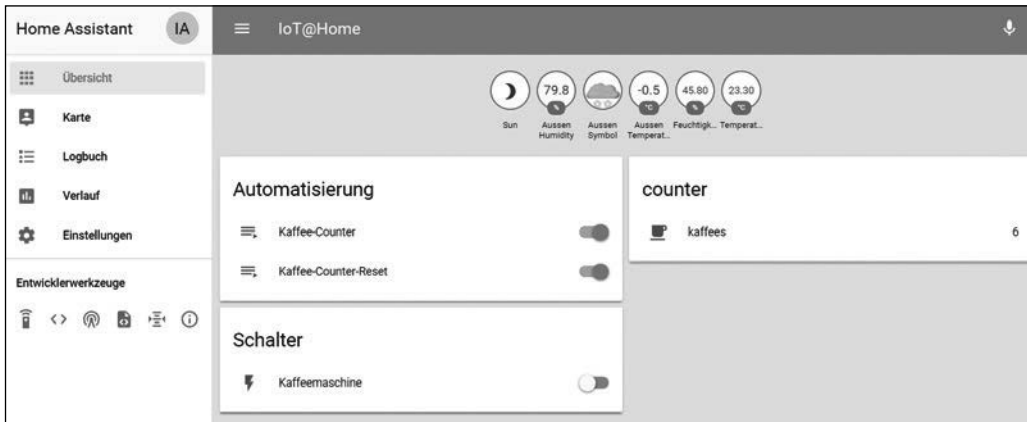 Home Assistant
IA
IoT@Home
Übersicht
Karte
Logbuch
Verlauf
Einstellungen
Entwicklerwerkzeuge
79.8
%
-0.5
°C
45.80
%
23.30
°C
Sun
Aussen
Humidity
Aussen
Symbol
Aussen
Temperat...
Feuchtigk...
Temperat...
Automatisierung
Kaffee-Counter
Kaffee-Counter-Reset
counter
kaffees
6
Schalter
Kaffeemaschine